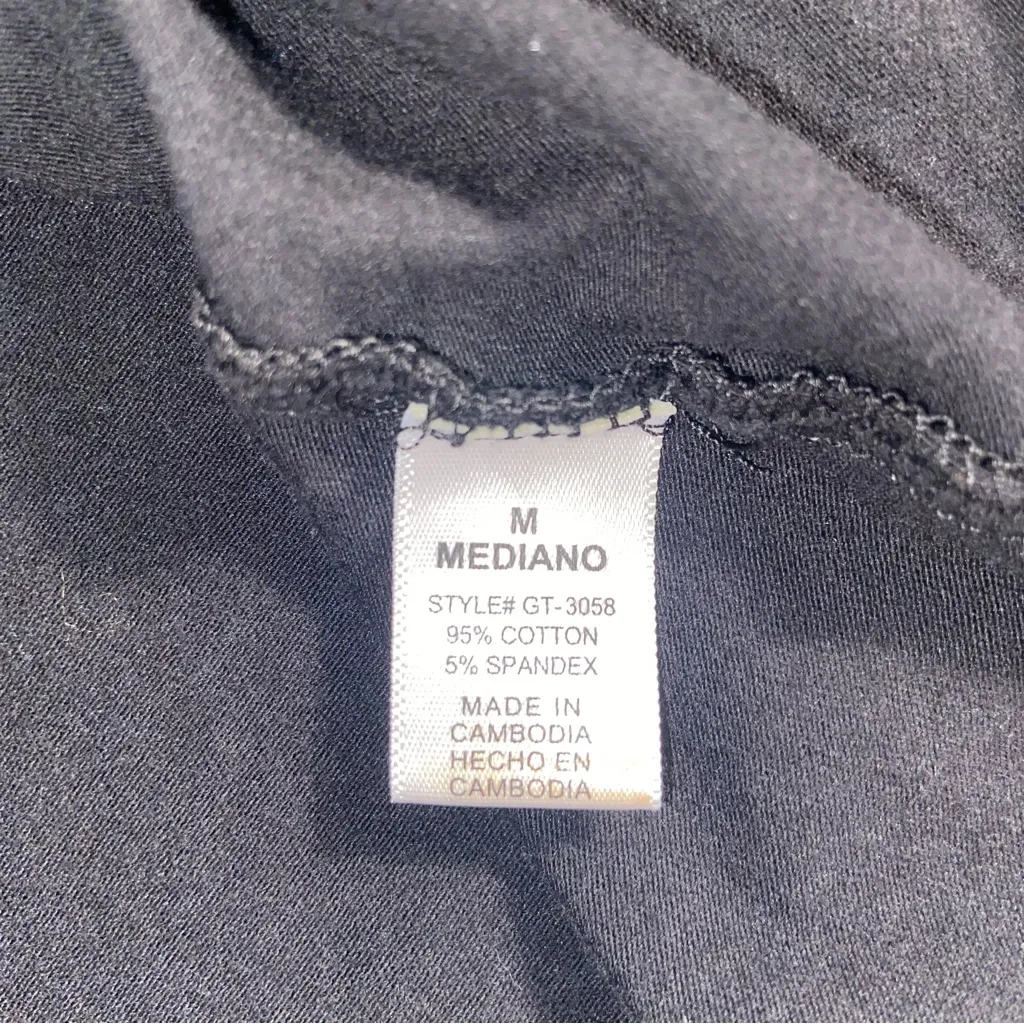 M
MEDIANO
STYLE# GT-3058
95% COTTON
5% SPANDEX
MADE IN
CAMBODIA
HECHO EN
CAMBODIA